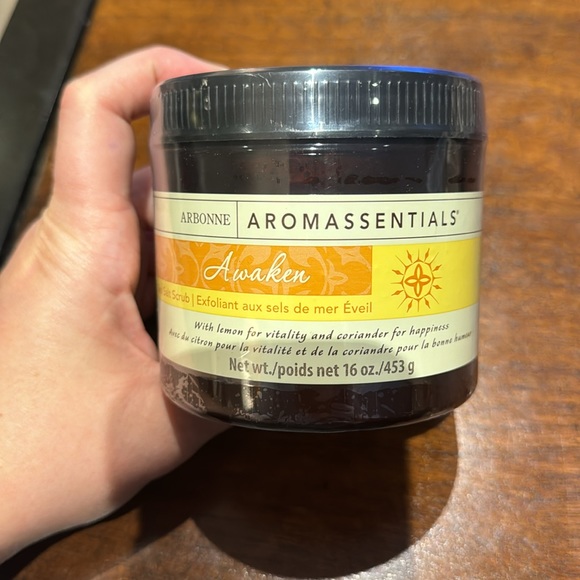 ARBONNE | AROMASSENTIALS®
Awaken
Salt Scrub | Exfoliant aux sels de mer Éveil
With lemon for vitality and coriander for happiness
Avec du citron pour la vitalité et de la coriandre pour la bonne humeur
Net wt./poids net 16 oz./453 g